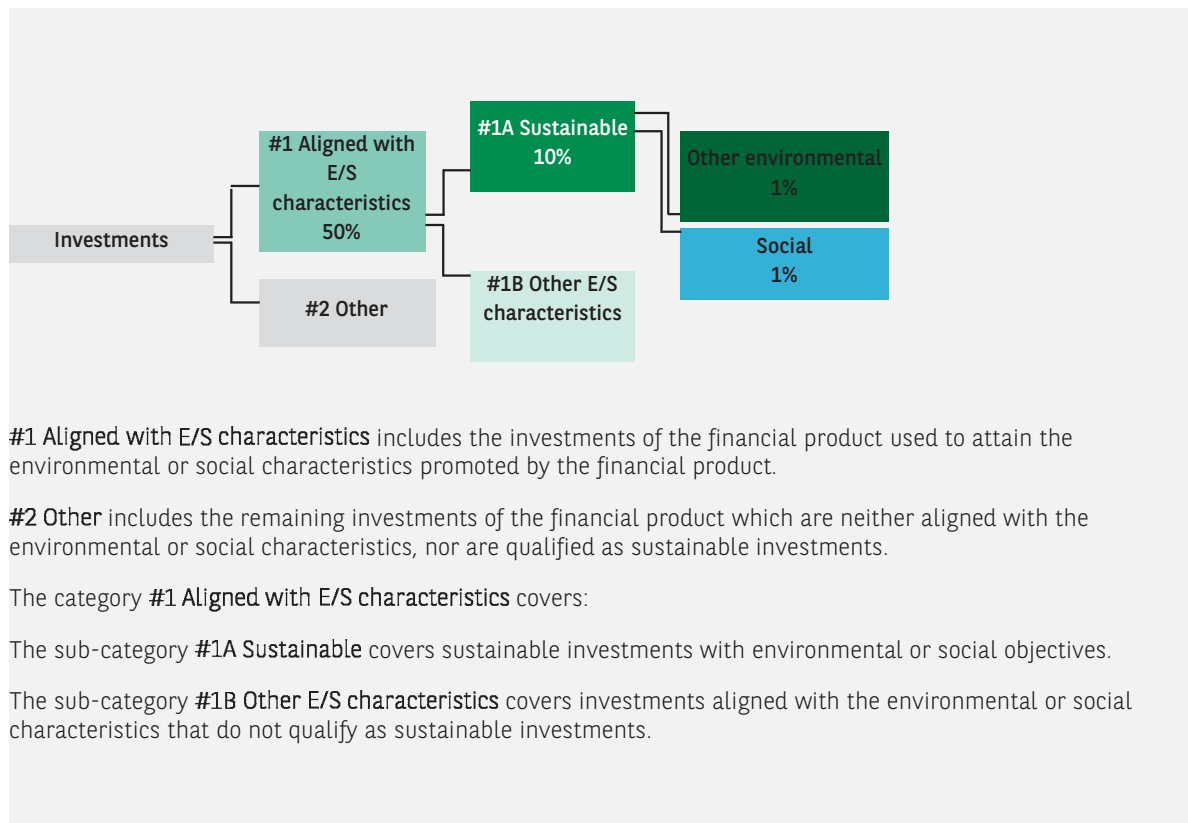 #1A Sustainable
10%
#1 Aligned with
E/S
characteristics
50%
Other environmental
1%
Investments
Social
1%
#1B Other E/S
characteristics
#2 Other
#1 Aligned with E/S characteristics includes the investments of the financial product used to attain the
environmental or social characteristics promoted by the financial product.
#2 Other includes the remaining investments of the financial product which are neither aligned with the
environmental or social characteristics, nor are qualified as sustainable investments.
The category #1 Aligned with E/S characteristics covers:
The sub-category #1A Sustainable covers sustainable investments with environmental or social objectives.
The sub-category #1B Other E/S characteristics covers investments aligned with the environmental or social
characteristics that do not qualify as sustainable investments.